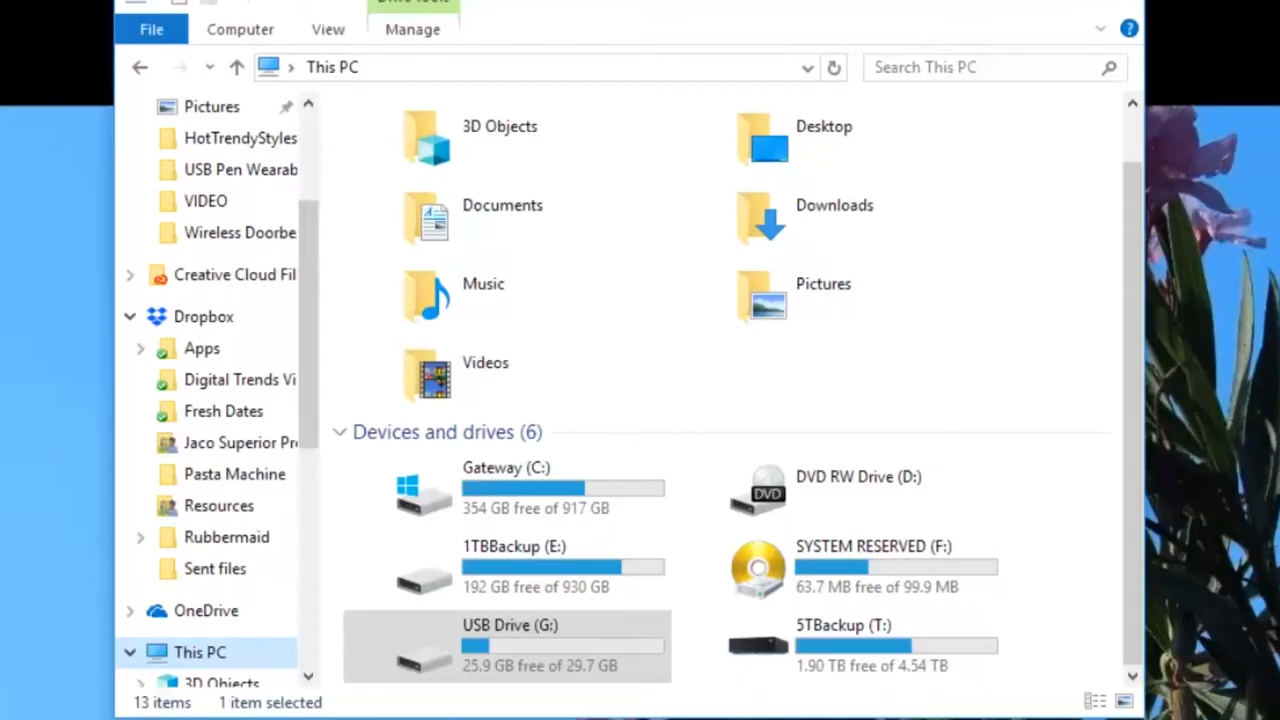 File
Computer
View
Manage
?
This PC
Search This PC
Pictures
HotTrendyStyles
USB Pen Wearab
VIDEO
Wireless Doorbe
Creative Cloud Fil
Dropbox
Apps
Digital Trends Vi
Fresh Dates
Jaco Superior Pr
Pasta Machine
Resources
Rubbermaid
Sent files
OneDrive
This PC
3D Objects
3D Objects
Desktop
Documents
Downloads
Music
Pictures
Videos
Devices and drives (6)
Gateway (C:)
354 GB free of 917 GB
DVD RW Drive (D:)
DVD
1TBBackup (E:)
192 GB free of 930 GB
SYSTEM RESERVED (F:)
63.7 MB free of 99.9 MB
USB Drive (G:)
25.9 GB free of 29.7 GB
5TBackup (T:)
1.90 TB free of 4.54 TB
13 items
1 item selected